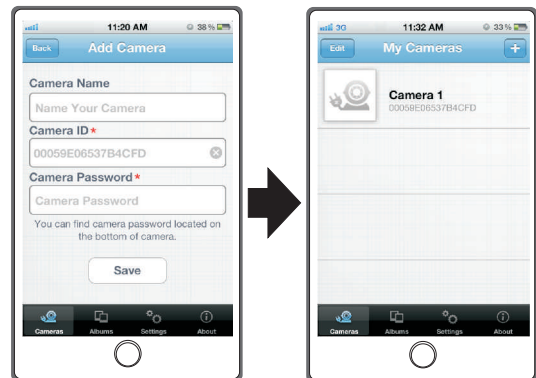 11:20 AM 38%
Back Add Camera
Camera Name
Name Your Camera
Camera ID*
00059E06537B4CFD
Camera Password*
Camera Password
You can find camera password located on
the bottom of camera.
Save
Cameras Albums Settings About
3G 11:32 AM 33%
Edit My Cameras +
Camera 1
00059E06537B4CFD
Cameras Albums Settings About